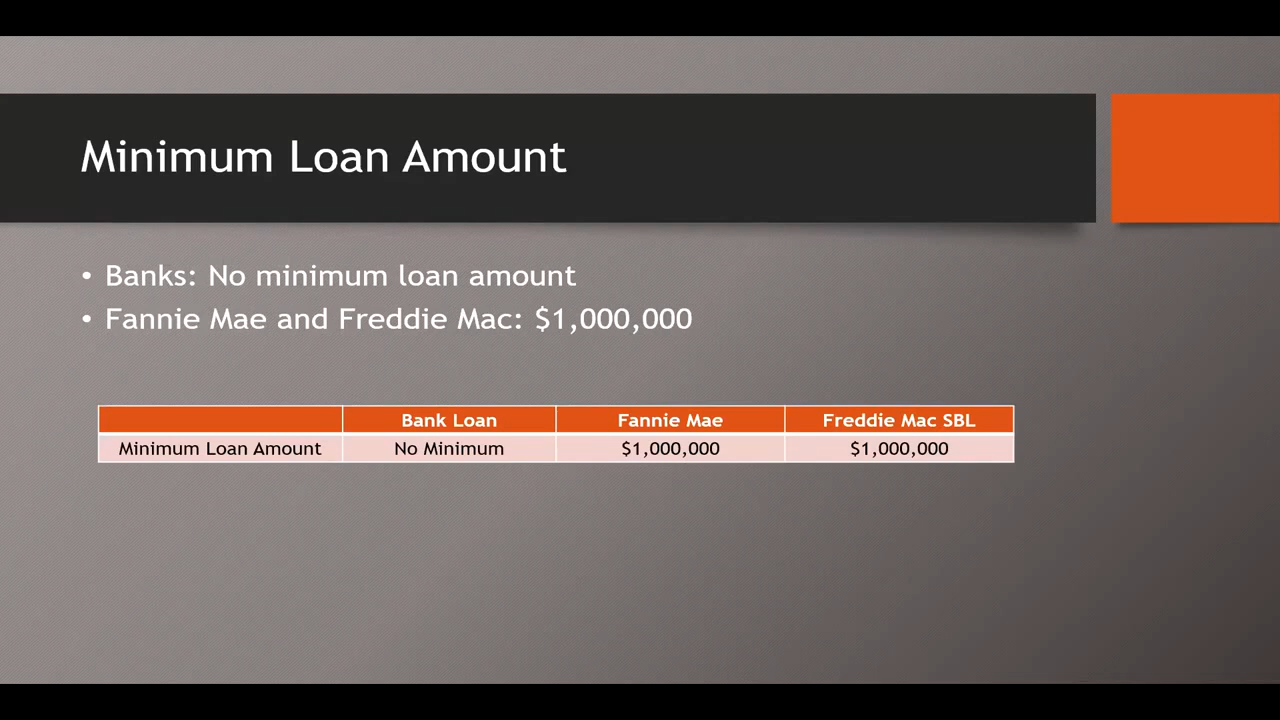 Minimum Loan Amount
• Banks: No minimum loan amount
• Fannie Mae and Freddie Mac: $1,000,000
Bank Loan Fannie Mae Freddie Mac SBL
Minimum Loan Amount No Minimum $1,000,000 $1,000,000